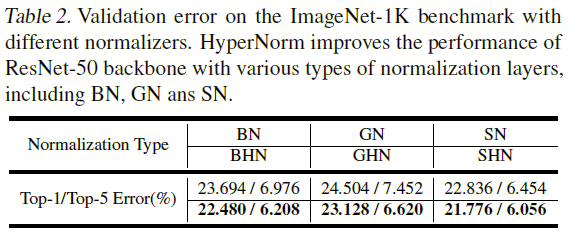 Table 2. Validation error on the ImageNet-1K benchmark with
different normalizers. HyperNorm improves the performance of
ResNet-50 backbone with various types of normalization layers,
including BN, GN ans SN.
Normalization Type BN GN SN
BHN GHN SHN
Top-1/Top-5 Error(%) 23.694 / 6.976 24.504 / 7.452 22.836 / 6.454
22.480 / 6.208 23.128 / 6.620 21.776 / 6.056